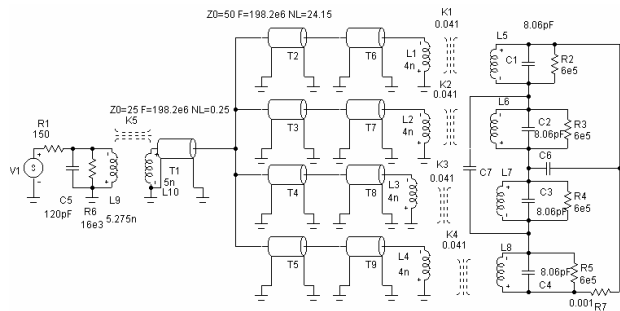 Z0=50 F=198.2e6 NL=24.15
K1
0.041
8.06pF
T2
T6
L1
4n
L5
C1
R2
6e5
Z0=25 F=198.2e6 NL=0.25
K5
K2
0.041
R1
150
V1
C5
120pF
R6
16e3
L9
5.275n
T1
5n
L10
T3
T7
L2
4n
L6
C2
8.06pF
R3
6e5
K3
0.041
C6
C7
T4
T8
L3
4n
L7
C3
8.06pF
R4
6e5
K4
0.041
T5
T9
L4
4n
L8
8.06pF
C4
R5
6e5
0.001
R7